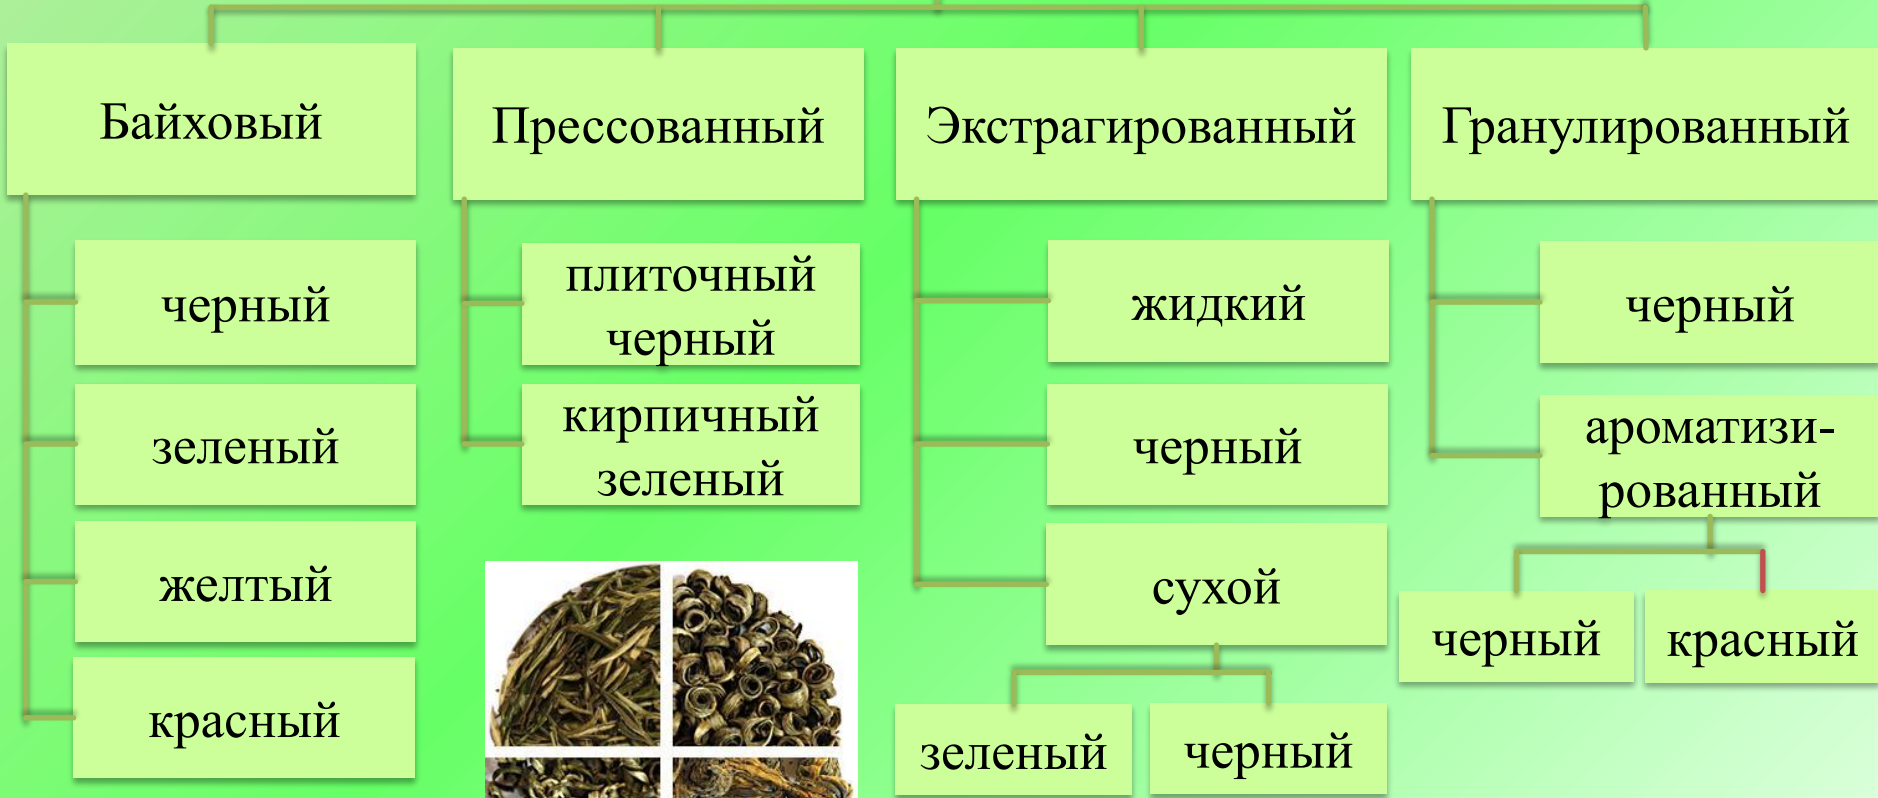 Байховый
черный
зеленый
желтый
красный
Прессованный
плиточный
черный
кирпичный
зеленый
Экстрагированный
жидкий
черный
сухой
зеленый
черный
Гранулированный
черный
ароматизи-
рованный
черный
красный